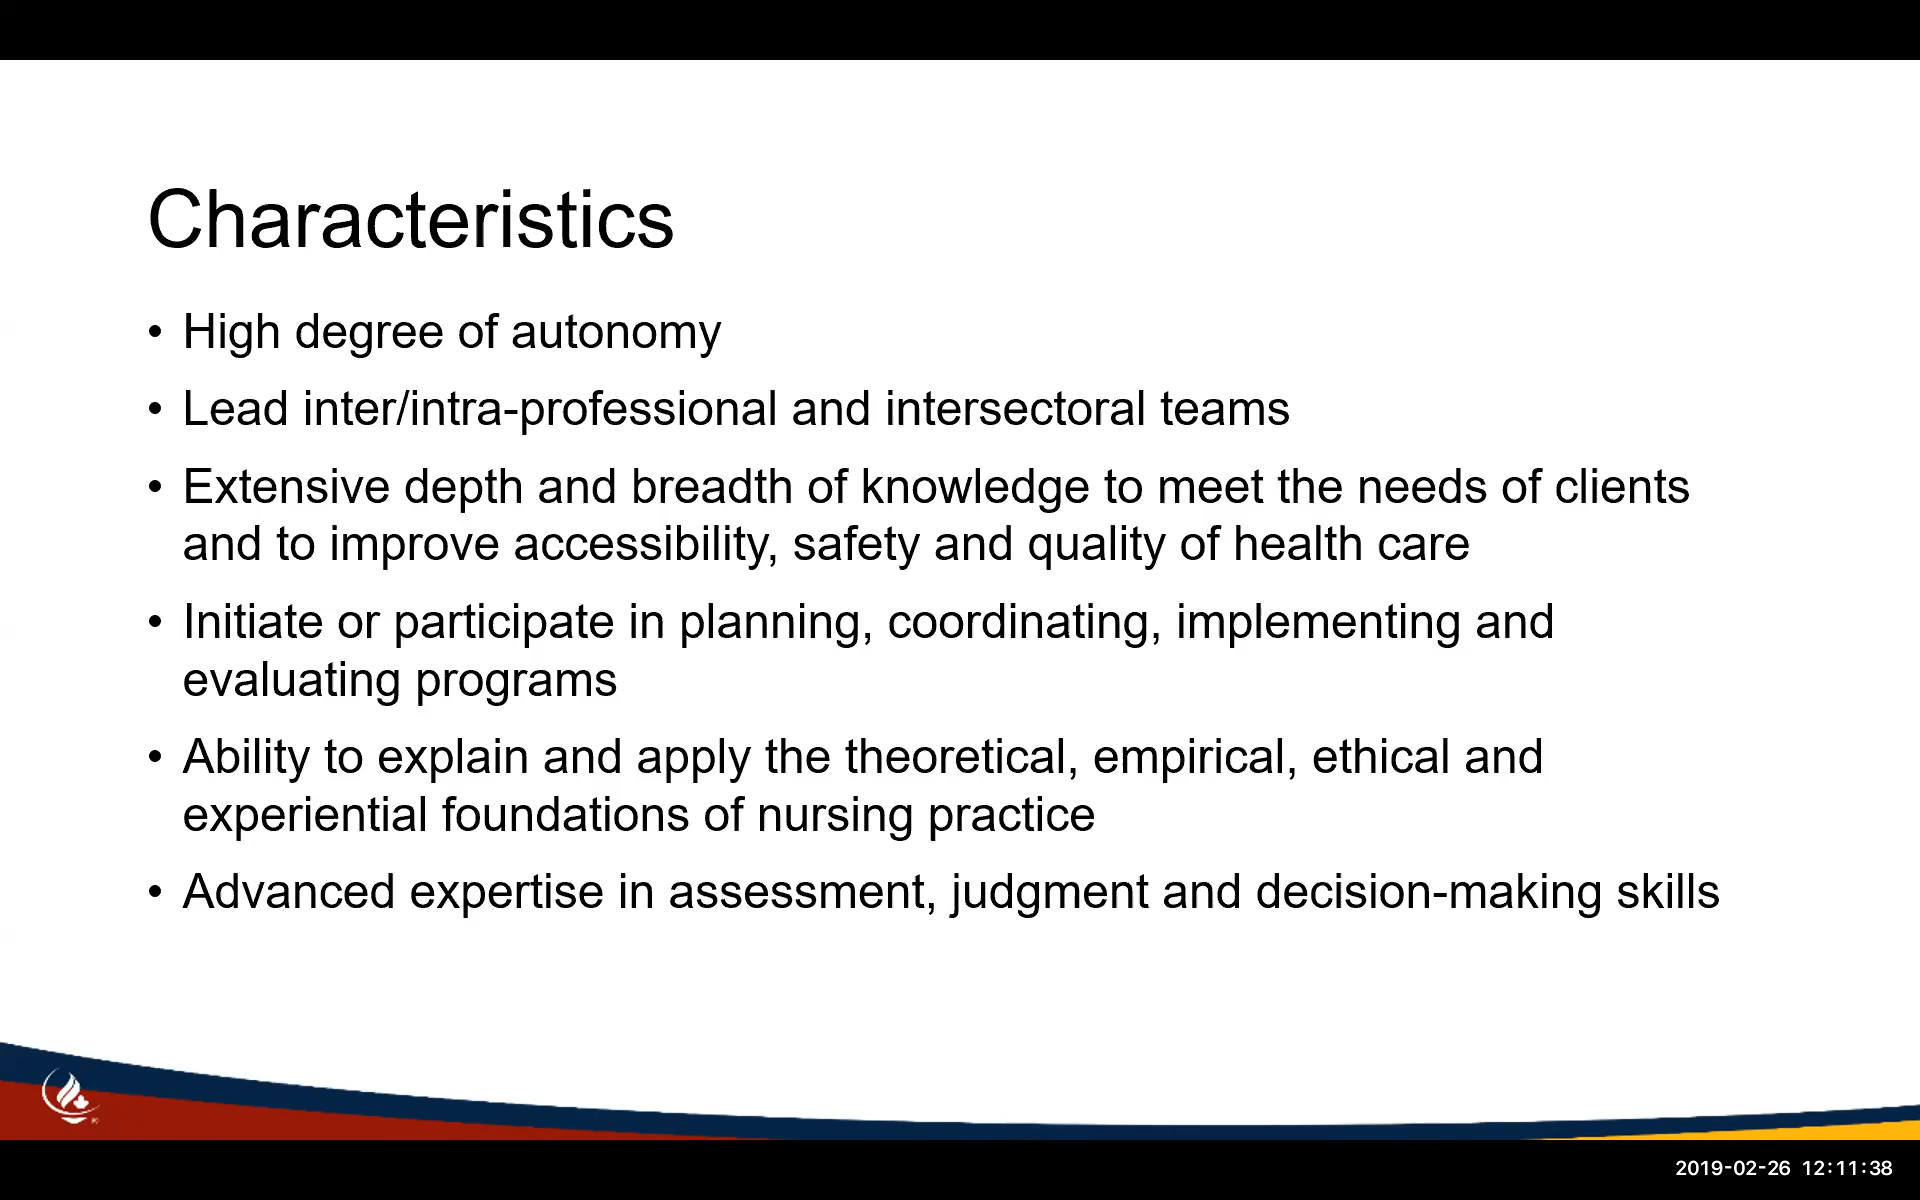 Characteristics
• High degree of autonomy
• Lead inter/intra-professional and intersectoral teams
• Extensive depth and breadth of knowledge to meet the needs of clients
and to improve accessibility, safety and quality of health care
• Initiate or participate in planning, coordinating, implementing and
evaluating programs
• Ability to explain and apply the theoretical, empirical, ethical and
experiential foundations of nursing practice
• Advanced expertise in assessment, judgment and decision-making skills
2019-02-26 12:11:38